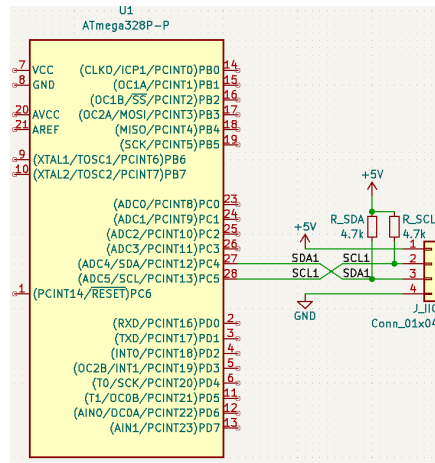 U1
ATmega328P-P
7 VCC (CLKO/ICP1/PCINT0)PB0 14
8 GND (OC1A/PCINT1)PB1 15
(OC1B/SS/PCINT2)PB2 16
20 AVCC (OC2A/MOSI/PCINT3)PB3 17
21 AREF (MISO/PCINT4)PB4 18
(SCK/PCINT5)PB5 19
9 (XTAL1/TOSC1/PCINT6)PB6
10 (XTAL2/TOSC2/PCINT7)PB7
(ADC0/PCINT8)PC0 23
(ADC1/PCINT9)PC1 24
(ADC2/PCINT10)PC2 25
(ADC3/PCINT11)PC3 26
(ADC4/SDA/PCINT12)PC4 27
(ADC5/SCL/PCINT13)PC5 28
1 (PCINT14/RESET)PC6
(RXD/PCINT16)PD0 2
(TXD/PCINT17)PD1 3
(INT0/PCINT18)PD2 4
(OC2B/INT1/PCINT19)PD3 5
(T0/SCK/PCINT20)PD4 6
(T1/OC0B/PCINT21)PD5 11
(AIN0/OC0A/PCINT22)PD6 12
(AIN1/PCINT23)PD7 13
+5V
R_SDA R_SCL
4.7k 4.7k
+5V
SDA1 SCL1
SCL1 SDA1
GND
1
2
3
4
J_IIC
Conn_01x04